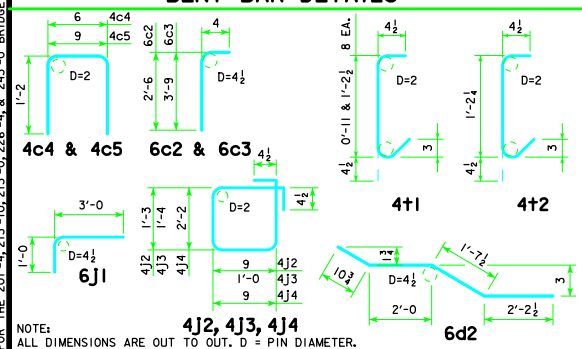 BENT BAR DETAILS
6 4c4
9 4c5
1'-2
D=2
4c4 & 4c5
6c2
6c3
4
2'-6
3'-9
D=4½
6c2 & 6c3
8 EA.
4½
0'-11 & 1'-2½
D=2
4½
3
4t1
4½
1'-2¼
D=2
4½
3
4t2
3'-0
1'-0
D=4½
6j1
4½
1'-3
1'-4
2'-2
D=2
4½
4j2
4j3
4j4
9 4j2
1'-0 4j3
9 4j4
4j2, 4j3, 4j4
10¾
1¾
D=4½
1'-7½
3
2'-0
2'-2½
6d2
NOTE:
ALL DIMENSIONS ARE OUT TO OUT. D = PIN DIAMETER.